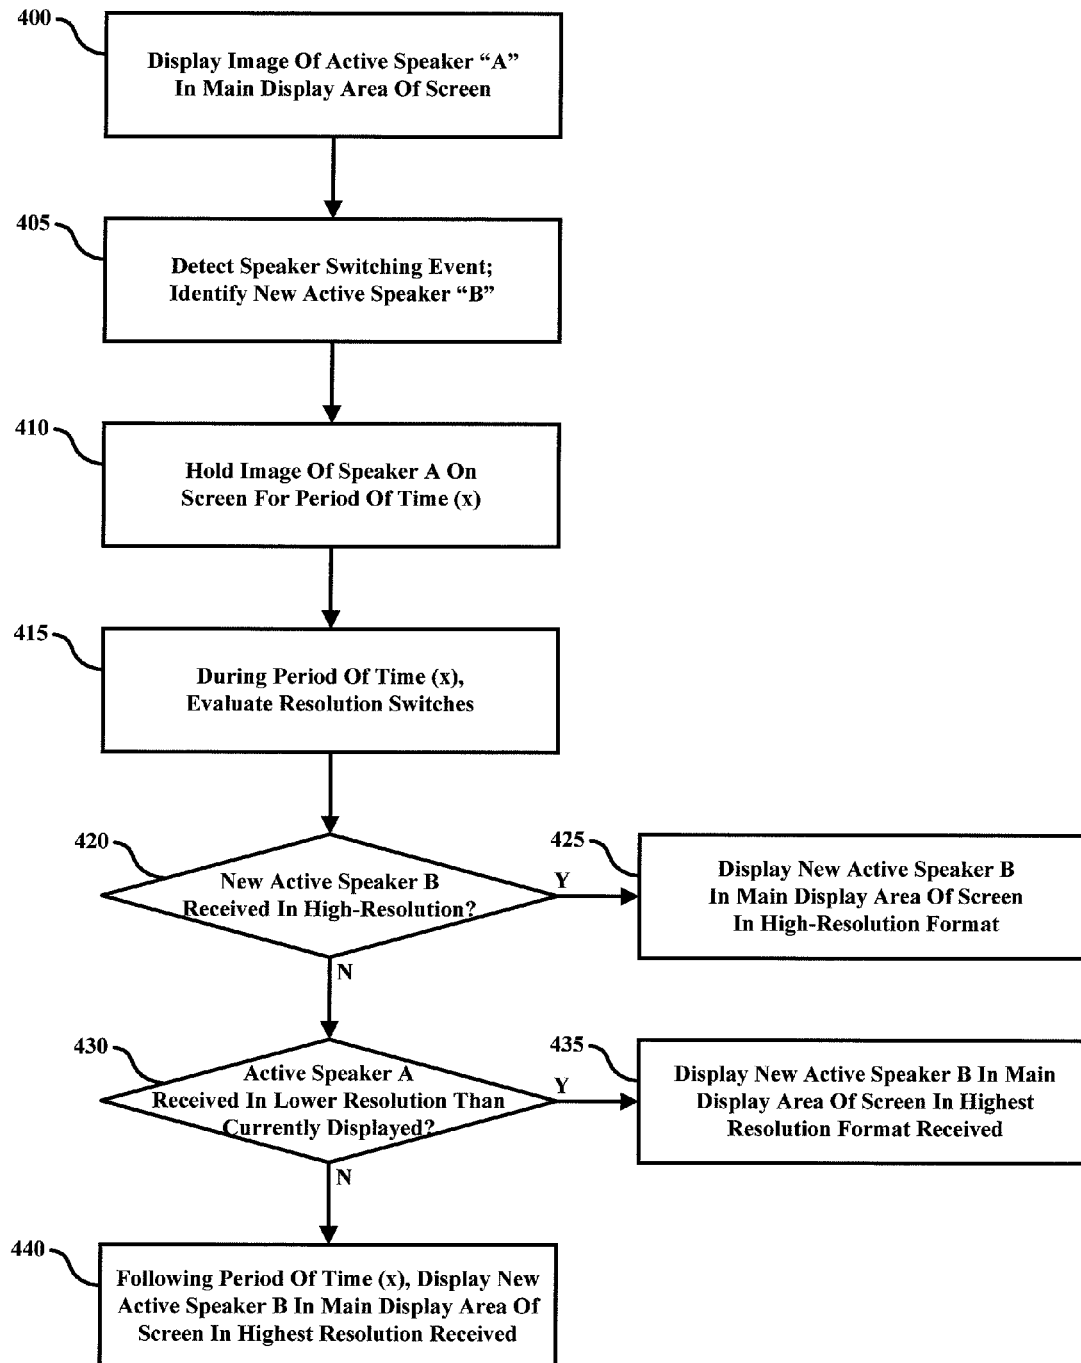 400
Display Image Of Active Speaker “A”
In Main Display Area Of Screen
405
Detect Speaker Switching Event;
Identify New Active Speaker “B”
410
Hold Image Of Speaker A On
Screen For Period Of Time (x)
415
During Period Of Time (x),
Evaluate Resolution Switches
420
New Active Speaker B
Received In High-Resolution?
Y
N
425
Display New Active Speaker B
In Main Display Area Of Screen
In High-Resolution Format
430
Active Speaker A
Received In Lower Resolution Than
Currently Displayed?
Y
N
435
Display New Active Speaker B In Main
Display Area Of Screen In Highest
Resolution Format Received
440
Following Period Of Time (x), Display New
Active Speaker B In Main Display Area Of
Screen In Highest Resolution Received